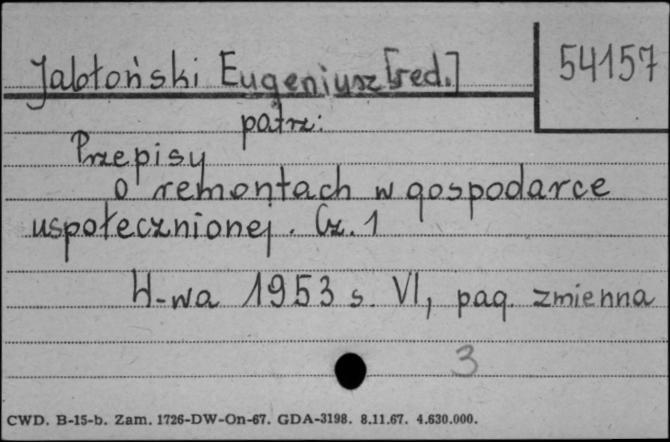 Jabłoński Eugeniusz [red.]
54157
patrz:
Przepisy
o remontach w gospodarce
uspołecznionej. Cz. 1
W-wa 1953 s. VI, pag. zmienna
3
CWD. B-15-b. Zam. 1726-DW-On-67. GDA-3198. 8.11.67. 4.630.000.